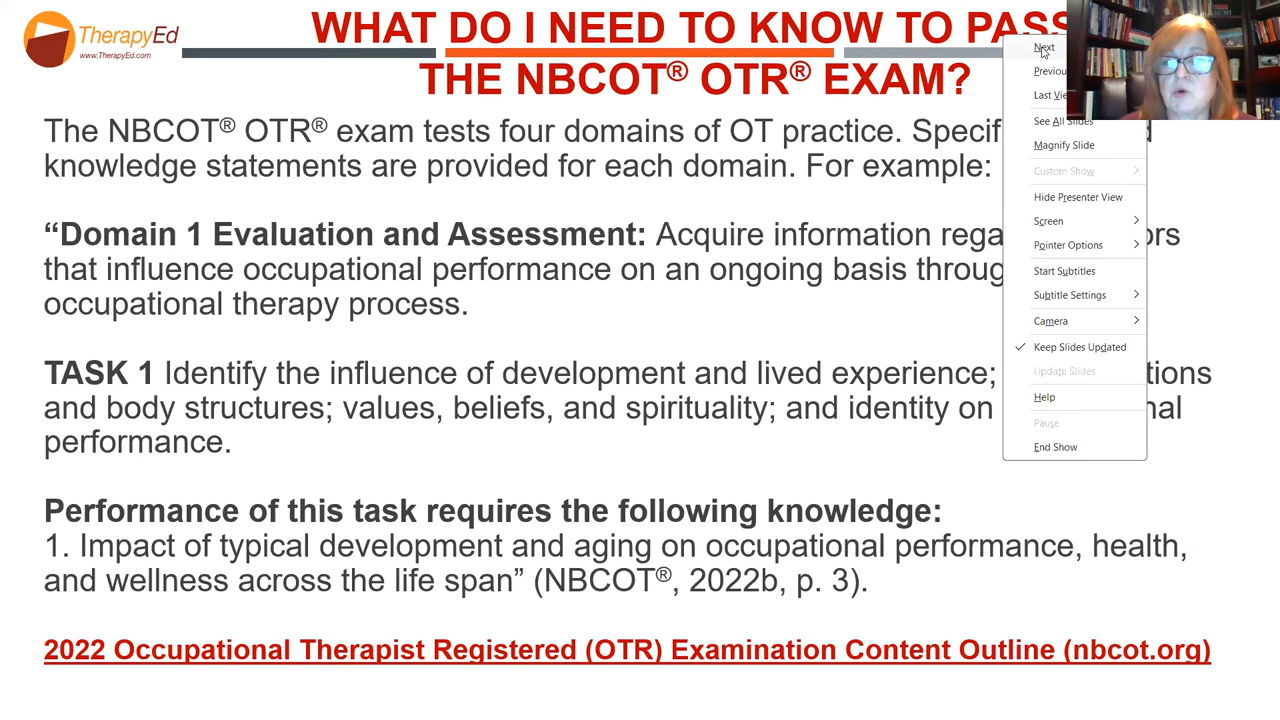 TherapyEd
www.TherapyEd.com
WHAT DO I NEED TO KNOW TO PASS
THE NBCOT® OTR® EXAM?
The NBCOT® OTR® exam tests four domains of OT practice. Specif
knowledge statements are provided for each domain. For example:
“Domain 1 Evaluation and Assessment: Acquire information rega ors
that influence occupational performance on an ongoing basis throug
occupational therapy process.
TASK 1 Identify the influence of development and lived experience; tions
and body structures; values, beliefs, and spirituality; and identity on nal
performance.
Performance of this task requires the following knowledge:
1. Impact of typical development and aging on occupational performance, health,
and wellness across the life span” (NBCOT®, 2022b, p. 3).
2022 Occupational Therapist Registered (OTR) Examination Content Outline (nbcot.org)
Next
Previou
Last Vie
See All Slides
Magnify Slide
Custom Show
Hide Presenter View
Screen
Pointer Options
Start Subtitles
Subtitle Settings
Camera
Keep Slides Updated
Update Slides
Help
Pause
End Show